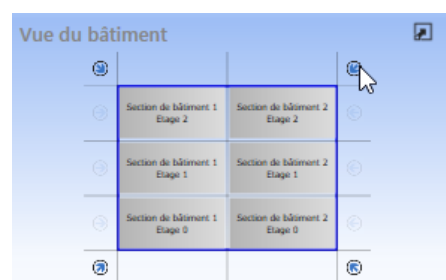 Vue du bâtiment
Section de bâtiment 1
Etage 2
Section de bâtiment 2
Etage 2
Section de bâtiment 1
Etage 1
Section de bâtiment 2
Etage 1
Section de bâtiment 1
Etage 0
Section de bâtiment 2
Etage 0